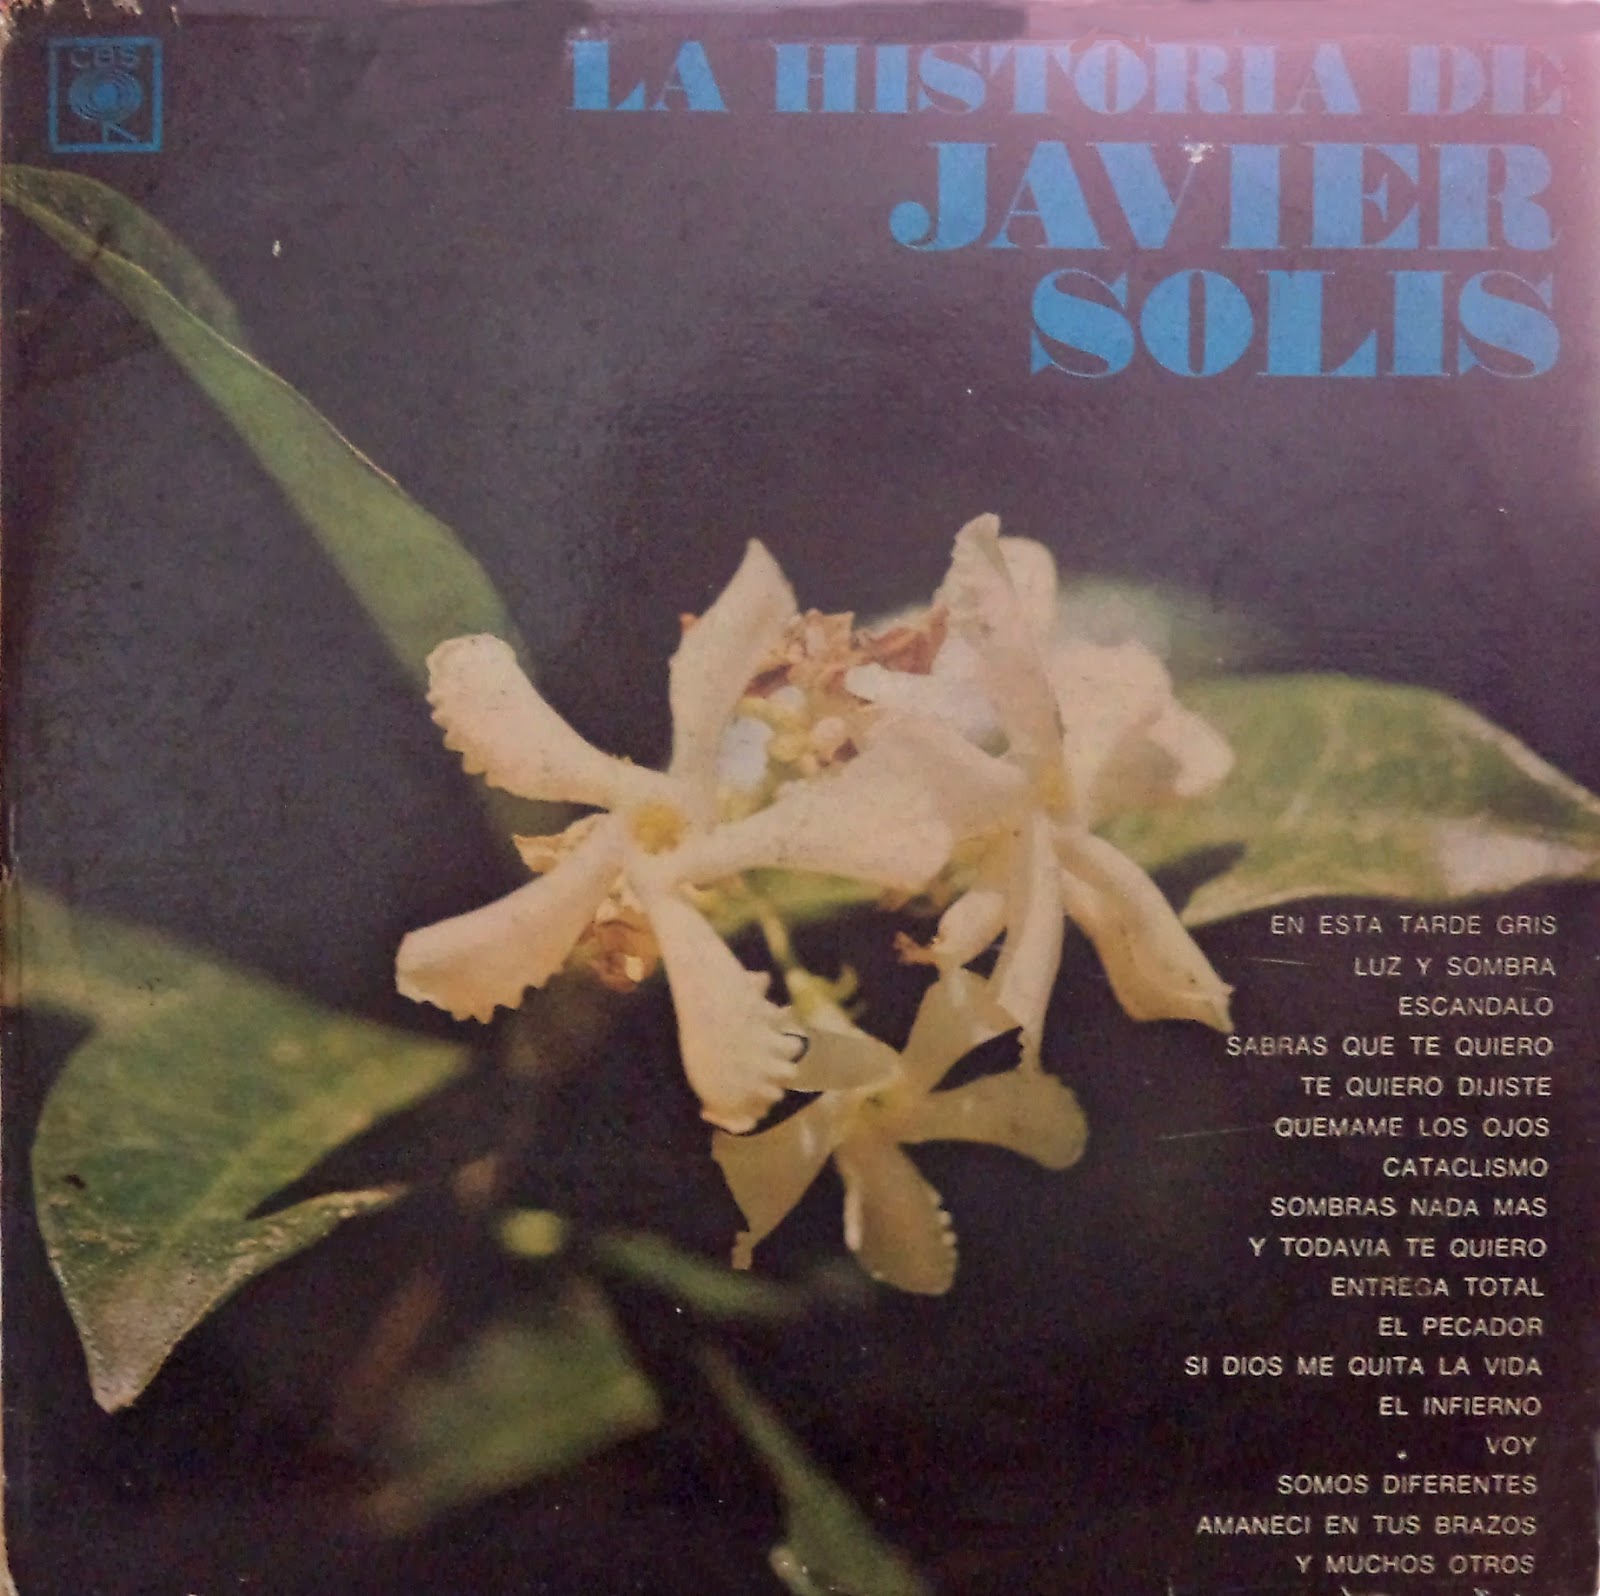 CBS
LA HISTORIA DE
JAVIER
SOLIS
EN ESTA TARDE GRIS
LUZ Y SOMBRA
ESCANDALO
SABRAS QUE TE QUIERO
TE QUIERO DIJISTE
QUEMAME LOS OJOS
CATACLISMO
SOMBRAS NADA MAS
Y TODAVIA TE QUIERO
ENTREGA TOTAL
EL PECADOR
SI DIOS ME QUITA LA VIDA
EL INFIERNO
VOY
SOMOS DIFERENTES
AMANECI EN TUS BRAZOS
Y MUCHOS OTROS